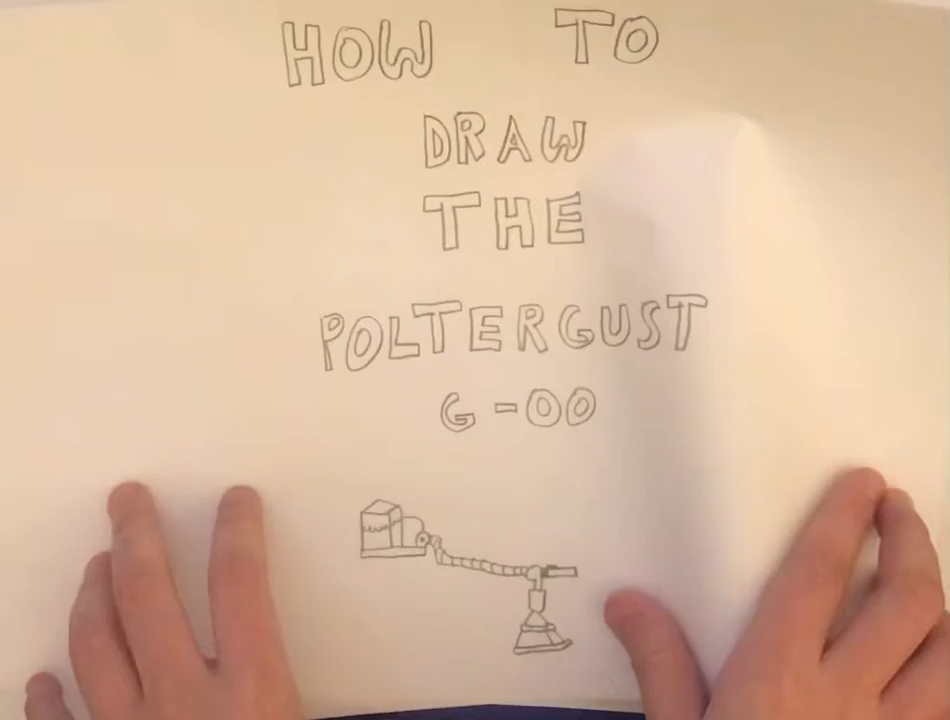 HOW TO
DRAW
THE
POLTERGUST
G-00